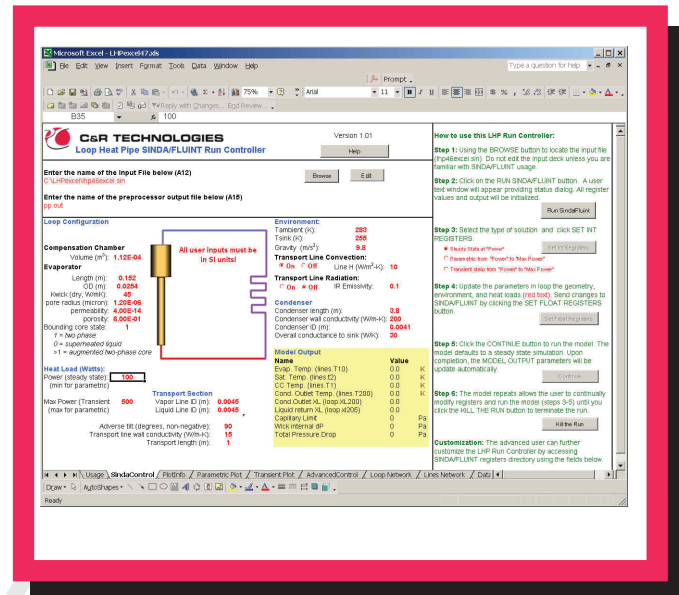 Microsoft Excel - LHPexcel47.xls
File Edit View Insert Format Tools Data Window Help
Type a question for help
Prompt
75%
Arial
11
B I U
Reply with Changes... End Review...
B35
fx 100
C&R TECHNOLOGIES
Loop Heat Pipe SINDA/FLUINT Run Controller
Version 1.01
Help
Enter the name of the Input File below (A12)
C:\LHPexcel\lhp46excel.sin
Browse
Edit
Enter the name of the preprocessor output file below (A15)
pp.out
Loop Configuration
All user inputs must be
in SI units!
Compensation Chamber
Volume (m³): 1.12E-04
Evaporator
Length (m): 0.152
OD (m): 0.0254
Kwick (dry, W/mK): 45
pore radius (micron): 1.20E-06
permeability: 4.00E-14
porosity: 6.00E-01
Bounding core state: 1
1 = two phase
0 = superheated liquid
>1 = augmented two-phase core
Heat Load (Watts):
Power (steady state): 100
(min for parametric)
Max Power (Transient 500
(max for parametric)
Transport Section
Vapor Line ID (m): 0.0045
Liquid Line ID (m): 0.0045
Adverse tilt (degrees, non-negative): 90
Transport line wall conductivity (W/m-K): 15
Transport length (m): 1
Environment:
Tambient (K): 283
Tsink (K): 258
Gravity (m/s²): 9.8
Transport Line Convection:
On Off Line H (W/m²-K): 10
Transport Line Radiation:
On Off IR Emissivity: 0.1
Condenser
Condenser length (m): 3.8
Condenser wall conductivity (W/m-K): 200
Condenser ID (m): 0.0041
Overall conductance to sink (W/K): 30
Model Output
Name Value
Evap. Temp. (lines.T10) 0.0 K
Sat. Temp. (lines.t2) 0.0 K
CC Temp. (lines.T1) 0.0 K
Cond. Outlet Temp. (lines.T200) 0.0 K
Cond.Outlet XL (loop.XL200) 0.0
Liquid return XL (loop.xl205) 0.0
Capillary Limit 0 Pa
Wick internal dP 0 Pa
Total Pressure Drop 0 Pa
How to use this LHP Run Controller:
Step 1: Using the BROWSE button to locate the input file
(lhp46excel.sin). Do not edit the input deck unless you are
familiar with SINDA/FLUINT usage.
Step 2: Click on the RUN SINDA/FLUINT button. A user
text window will appear providing status dialog. All register
values and output will be initialized.
Run Sinda/Fluint
Step 3: Select the type of solution and click SET INT
REGISTERS.
Steady State at "Power"
Parametric from "Power" to "Max Power"
Transient step from "Power" to "Max Power"
Set Int Registers
Step 4: Update the parameters in loop the geometry,
environment, and heat loads (red text). Send changes to
SINDA/FLUINT by clicking the SET FLOAT REGISTERS
button.
Set Float Registers
Step 5: Click the CONTINUE button to run the model. The
model defaults to a steady state simulation. Upon
completion, the MODEL OUTPUT parameters will be
update automatically.
Continue
Step 6: The model repeats allows the user to continually
modify registers and run the model (steps 3-5) until you
click the KILL THE RUN button to terminate the run.
Kill the Run
Customization: The advanced user can further
customize the LHP Run Controller by accessing
SINDA/FLUINT registers directory using the fields below.
Usage / SindaControl / PlotInfo / Parametric Plot / Transient Plot / AdvancedControl / Loop Network / Lines Network / Data
Draw AutoShapes
Ready